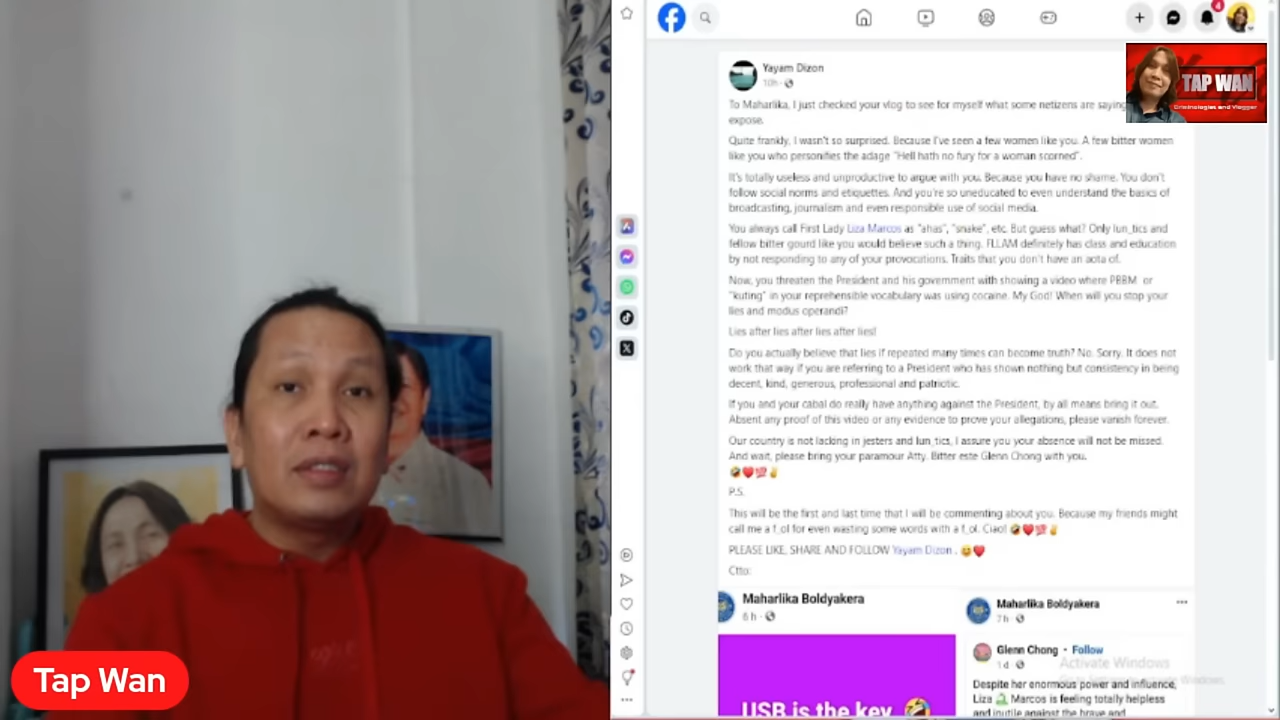 Yayam Dizon
10h
To Maharlika, I just checked your vlog to see for myself what some netizens are saying
expose.
Quite frankly, I wasn't so surprised. Because I've seen a few women like you. A few bitter women
like you who personifies the adage "Hell hath no fury for a woman scorned".
It's totally useless and unproductive to argue with you. Because you have no shame. You don't
follow social norms and etiquettes. And you're so uneducated to even understand the basics of
broadcasting, journalism and even responsible use of social media.
You always call First Lady Liza Marcos as "ahas", "snake", etc. But guess what? Only lun_tics and
fellow bitter gourd like you would believe such a thing. FLLAM definitely has class and education
by not responding to any of your provocations. Traits that you don't have an aota of.
Now, you threaten the President and his government with showing a video where PBBM or
"kuting" in your reprehensible vocabulary was using cocaine. My God! When will you stop your
lies and modus operandi?
Lies after lies after lies after lies!
Do you actually believe that lies if repeated many times can become truth? No. Sorry. It does not
work that way if you are referring to a President who has shown nothing but consistency in being
decent, kind, generous, professional and patriotic.
If you and your cabal do really have anything against the President, by all means bring it out.
Absent any proof of this video or any evidence to prove your allegations, please vanish forever.
Our country is not lacking in jesters and lun_tics, I assure you your absence will not be missed.
And wait, please bring your paramour Atty. Bitter este Glenn Chong with you.
🤣❤️💯✌️
P.S.
This will be the first and last time that I will be commenting about you. Because my friends might
call me a f_ol for even wasting some words with a f_ol. Ciao! 🤣❤️💯✌️
PLEASE LIKE, SHARE AND FOLLOW Yayam Dizon . 😅❤️
Ctto:
Maharlika Boldyakera
6 h
USB is the key 🤣
Maharlika Boldyakera
7 h
Glenn Chong · Follow
1 d
Despite her enormous power and influence,
Liza 🐍 Marcos is feeling totally helpless
and inutile against the brave and
Activate Windows
TAP WAN
Criminologies and Vlogger
4
Tap Wan